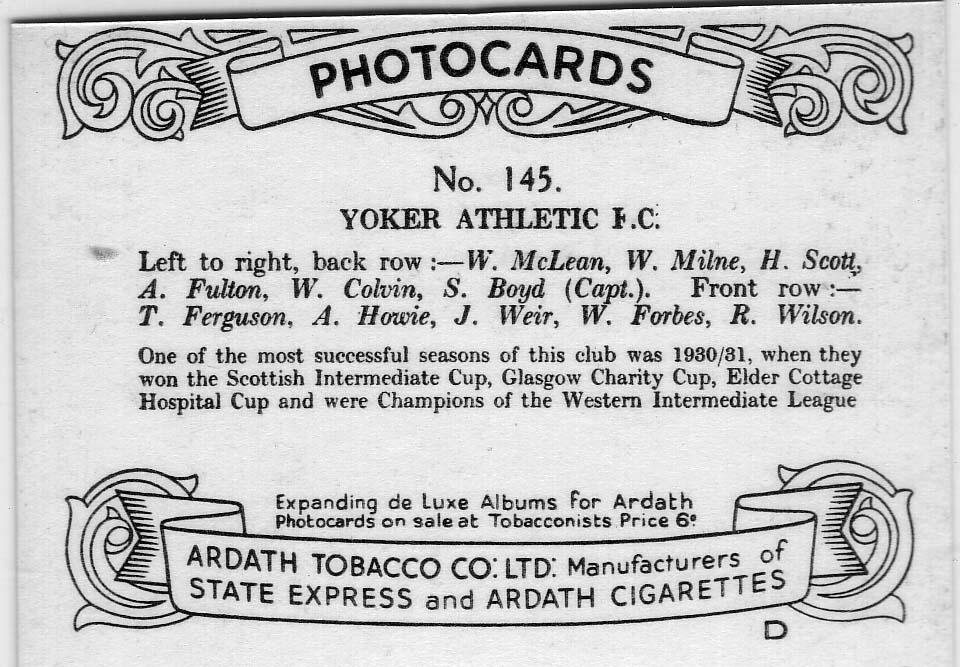 PHOTOCARDS
No. 145.
YOKER ATHLETIC F.C.
Left to right, back row :—W. McLean, W. Milne, H. Scott,
A. Fulton, W. Colvin, S. Boyd (Capt.). Front row :—
T. Ferguson, A. Howie, J. Weir, W. Forbes, R. Wilson.
One of the most successful seasons of this club was 1930/31, when they
won the Scottish Intermediate Cup, Glasgow Charity Cup, Elder Cottage
Hospital Cup and were Champions of the Western Intermediate League
Expanding de Luxe Albums for Ardath
Photocards on sale at Tobacconists Price 6ᴰ.
ARDATH TOBACCO CO. LTD. Manufacturers of
STATE EXPRESS and ARDATH CIGARETTES
D